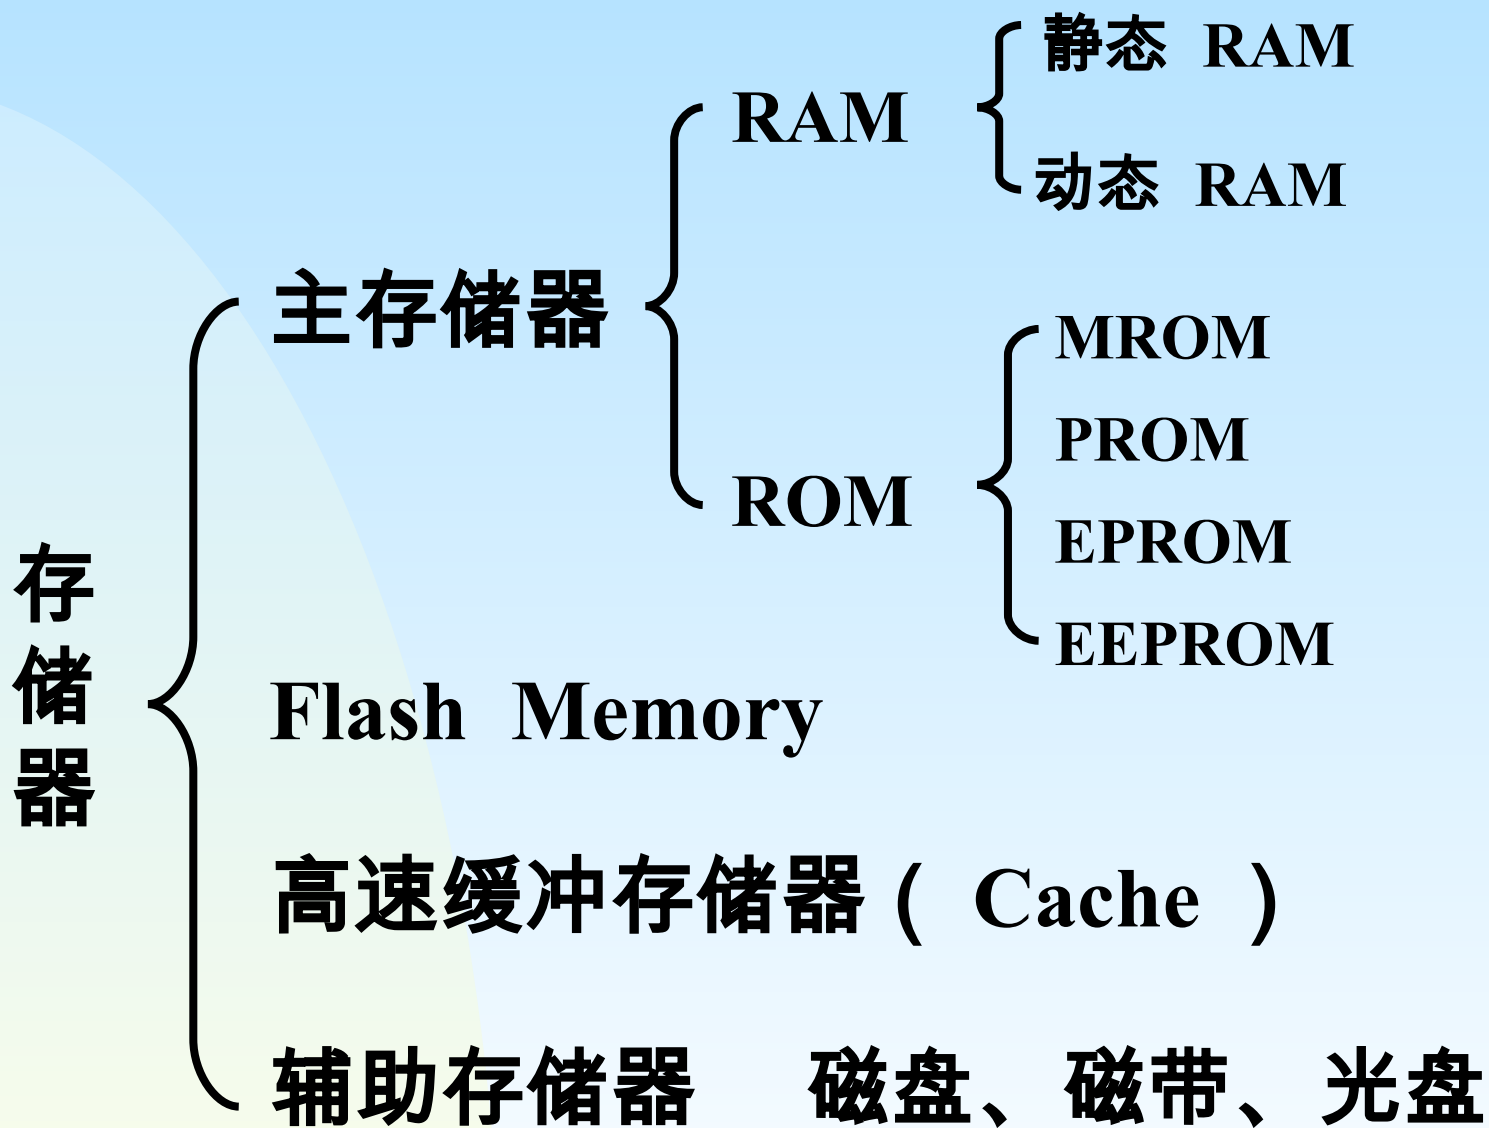 静态 RAM
RAM
动态 RAM
主存储器
MROM
PROM
ROM
EPROM
EEPROM
存储器
Flash Memory
高速缓冲存储器( Cache )
辅助存储器 磁盘、磁带、光盘